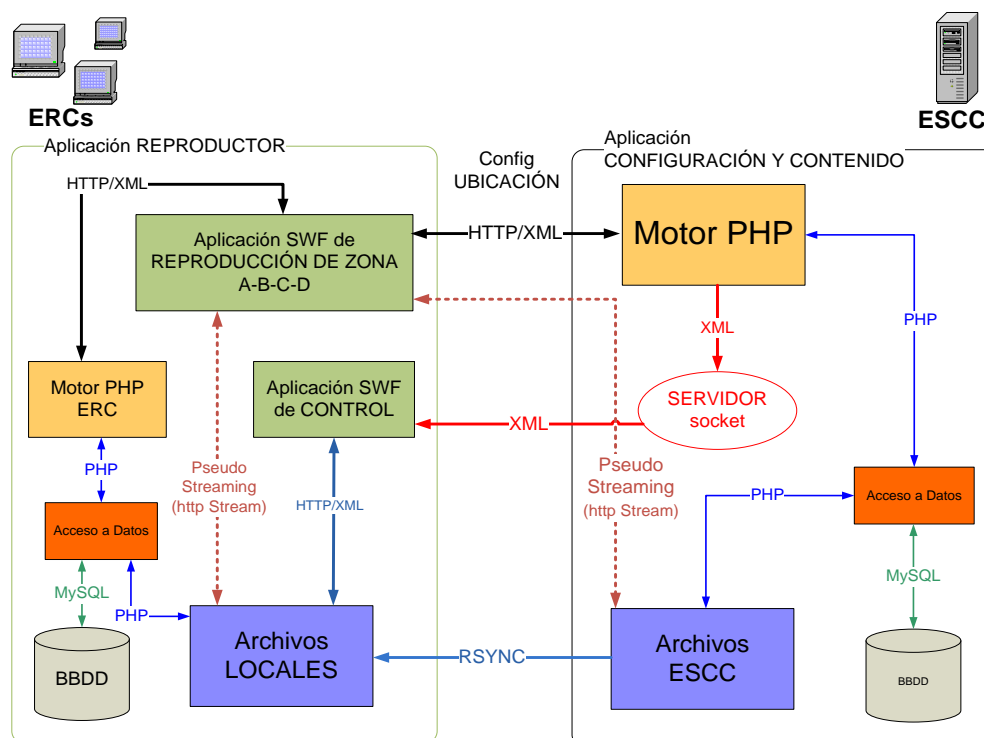 ERCs
ESCC
Aplicación REPRODUCTOR
Config
UBICACIÓN
Aplicación
CONFIGURACIÓN Y CONTENIDO
HTTP/XML
Aplicación SWF de
REPRODUCCIÓN DE ZONA
A-B-C-D
HTTP/XML
Motor PHP
XML
PHP
Motor PHP
ERC
Aplicación SWF
de CONTROL
XML
SERVIDOR
socket
PHP
Pseudo
Streaming
(http Stream)
HTTP/XML
Pseudo
Streaming
(http Stream)
PHP
Acceso a Datos
Acceso a Datos
MySQL
PHP
MySQL
BBDD
Archivos
LOCALES
RSYNC
Archivos
ESCC
BBDD